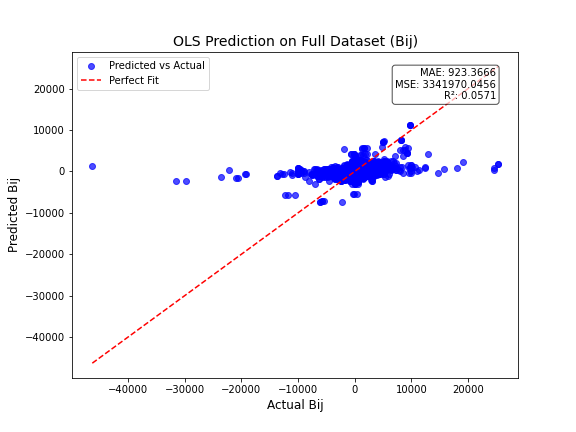 OLS Prediction on Full Dataset (Bij)
Predicted vs Actual
Perfect Fit
MAE: 923.3666
MSE: 3341970.0456
R²: 0.0571
20000
10000
0
−10000
−20000
−30000
−40000
Predicted Bij
−40000 −30000 −20000 −10000 0 10000 20000
Actual Bij